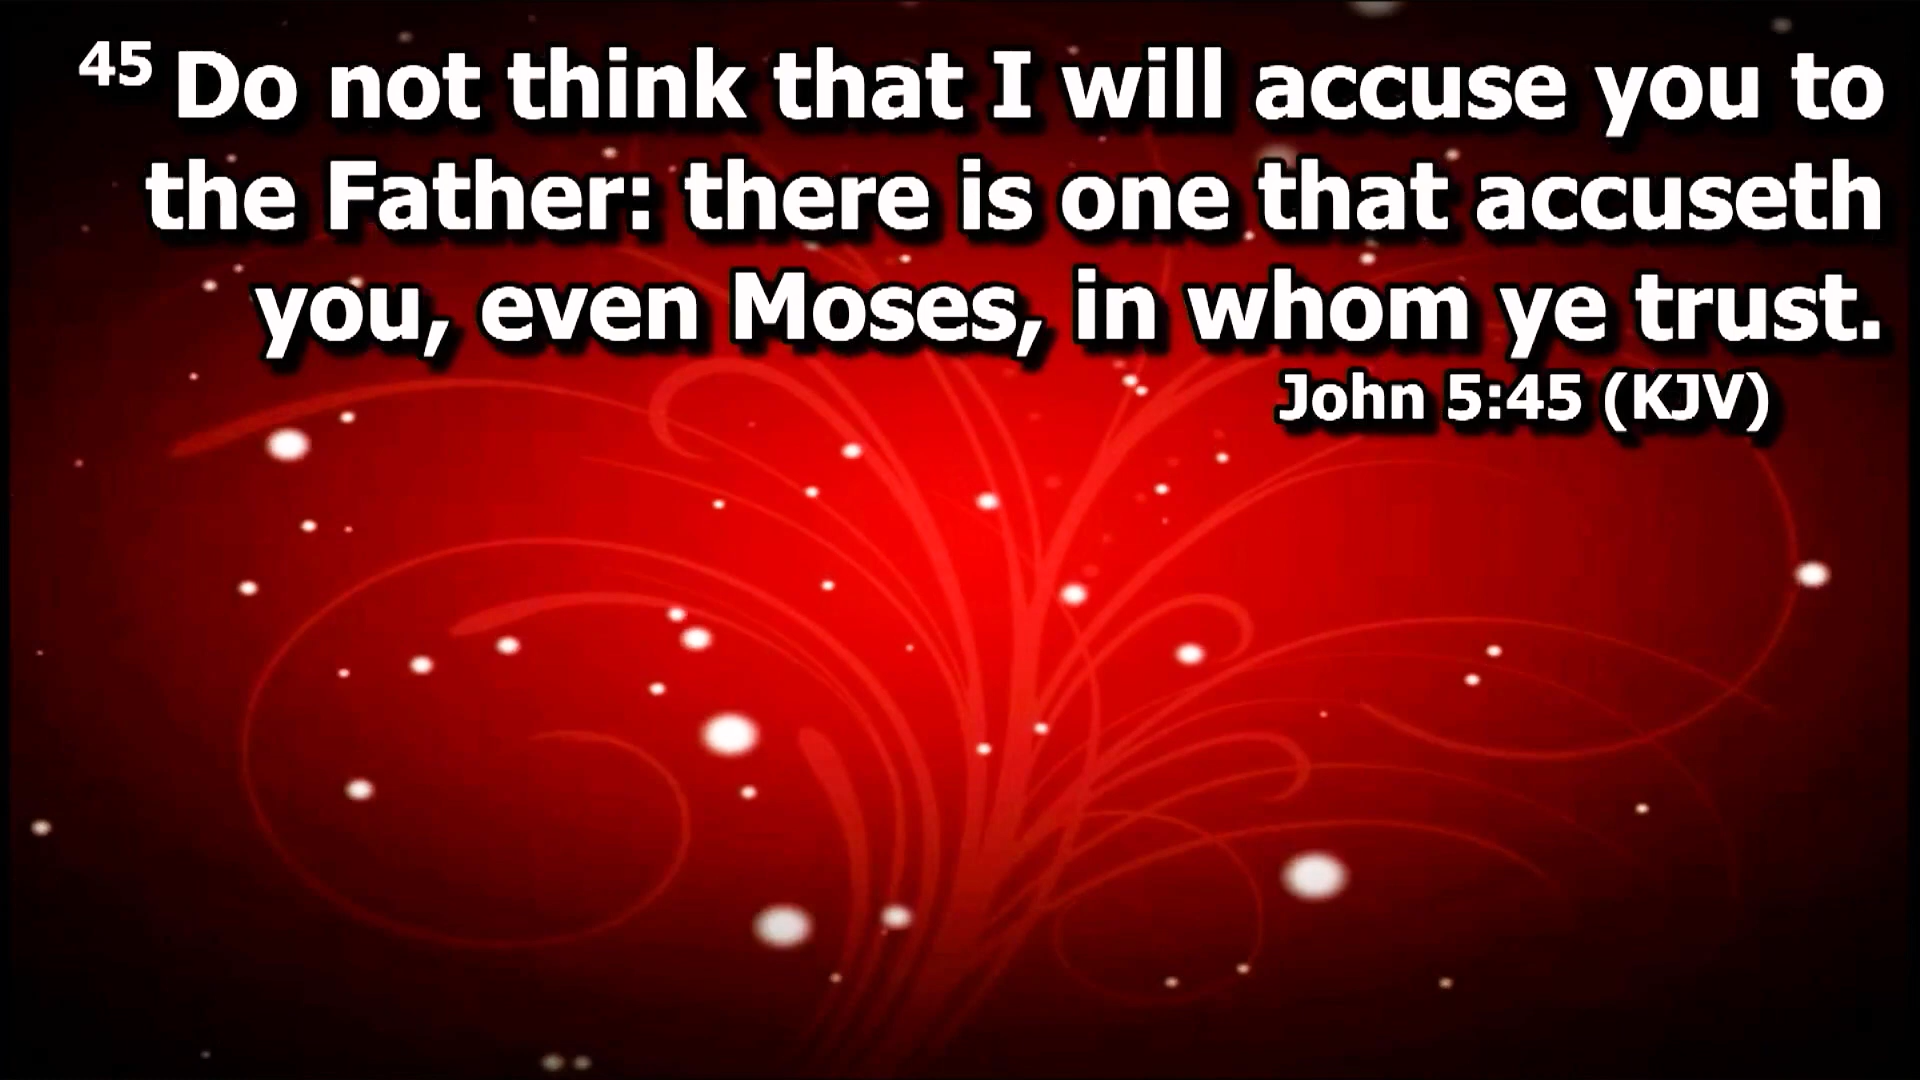 45 Do not think that I will accuse you to
the Father: there is one that accuseth
you, even Moses, in whom ye trust.
John 5:45 (KJV)